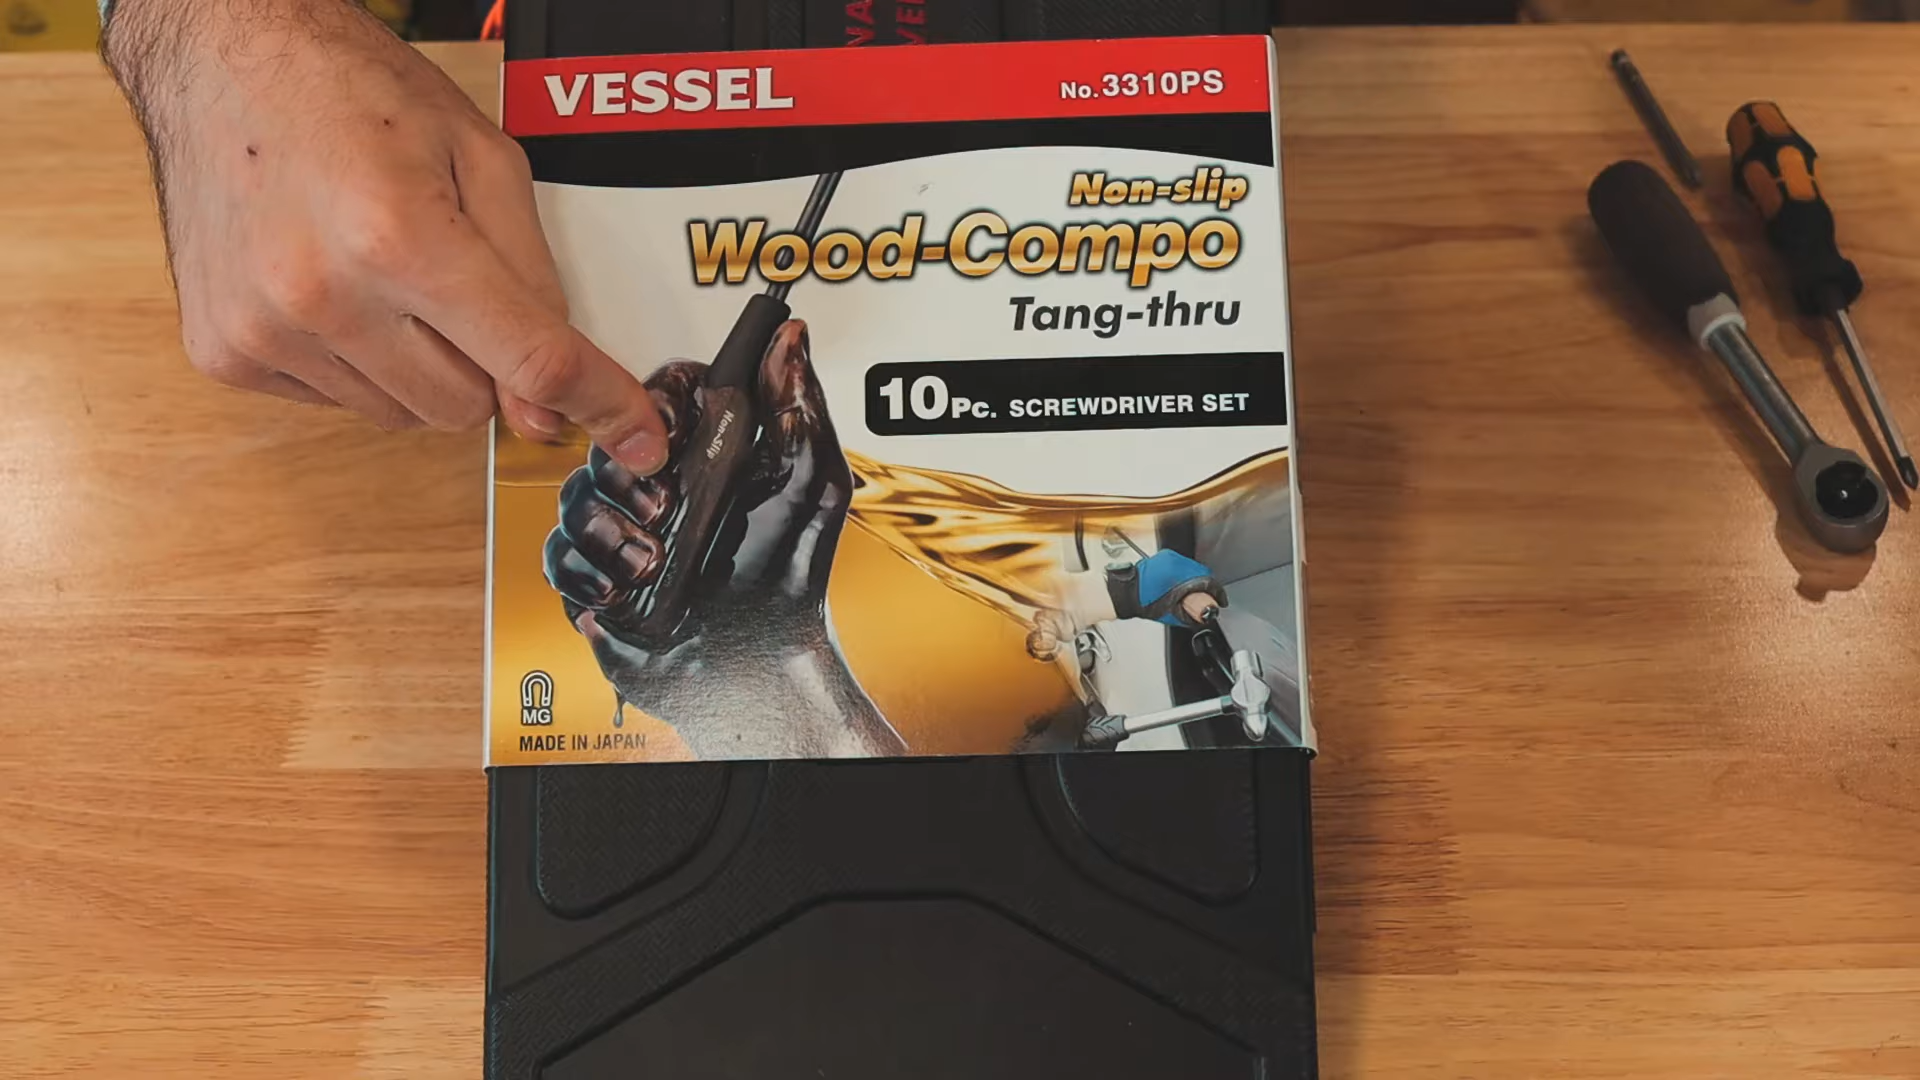 VESSEL
No.3310PS
Non-slip
Wood-Compo
Tang-thru
10Pc. SCREWDRIVER SET
Non-Slip
MG
MADE IN JAPAN